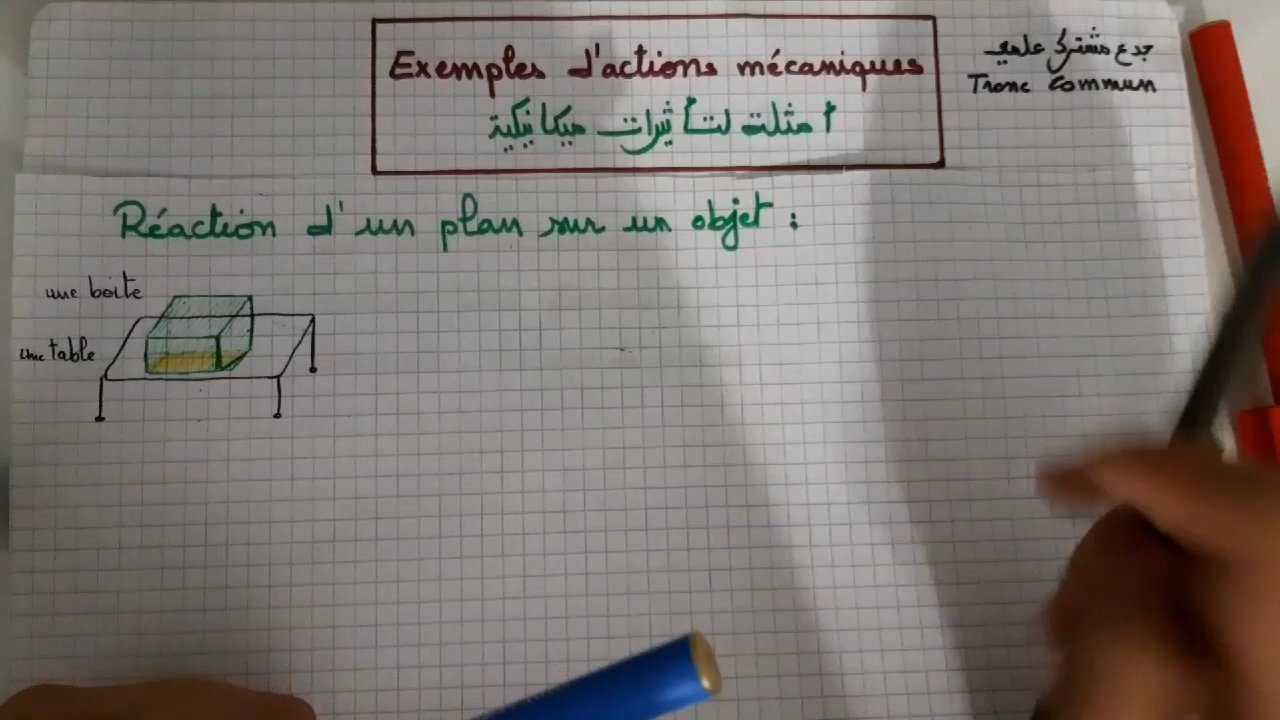 Exemples d'actions mécaniques
أمثلة لتأثيرات ميكانيكية
جدع مشترك علمي
Tronc Commun
Réaction d'un plan sur un objet :
une boite
une table